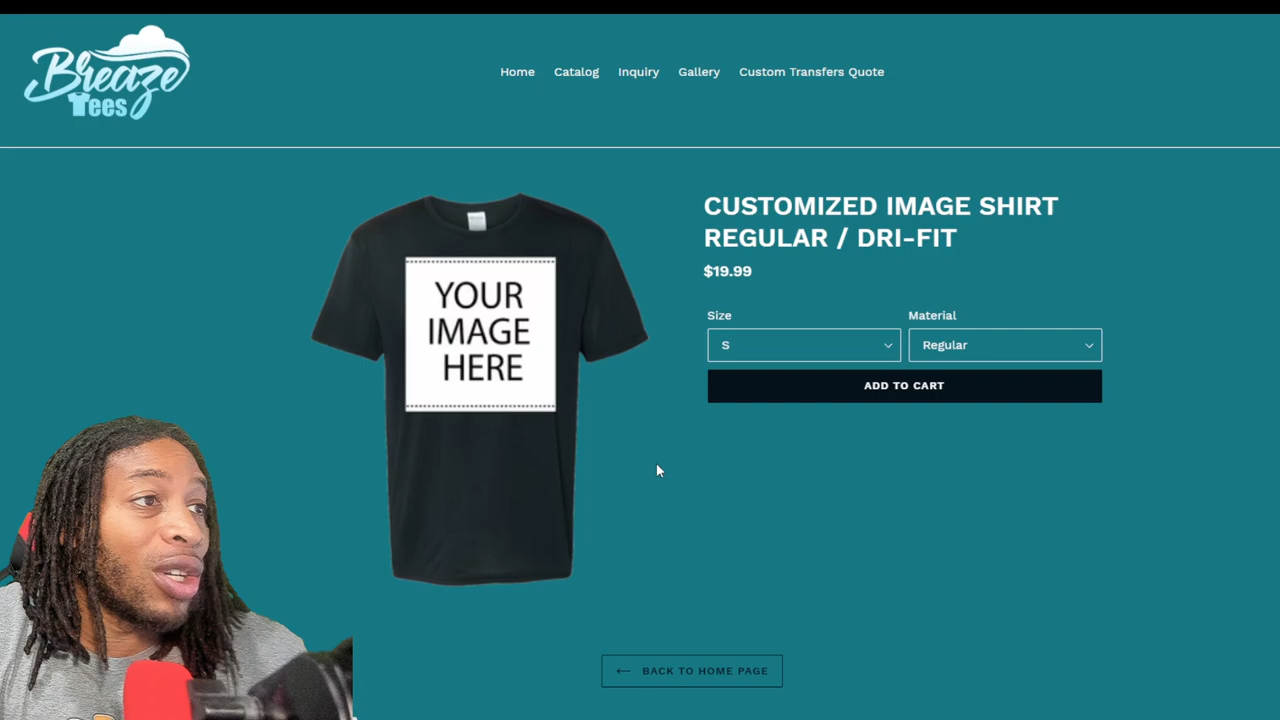 Breaze
Tees
Home Catalog Inquiry Gallery Custom Transfers Quote
YOUR
IMAGE
HERE
CUSTOMIZED IMAGE SHIRT
REGULAR / DRI-FIT
$19.99
Size Material
S Regular
ADD TO CART
BACK TO HOME PAGE